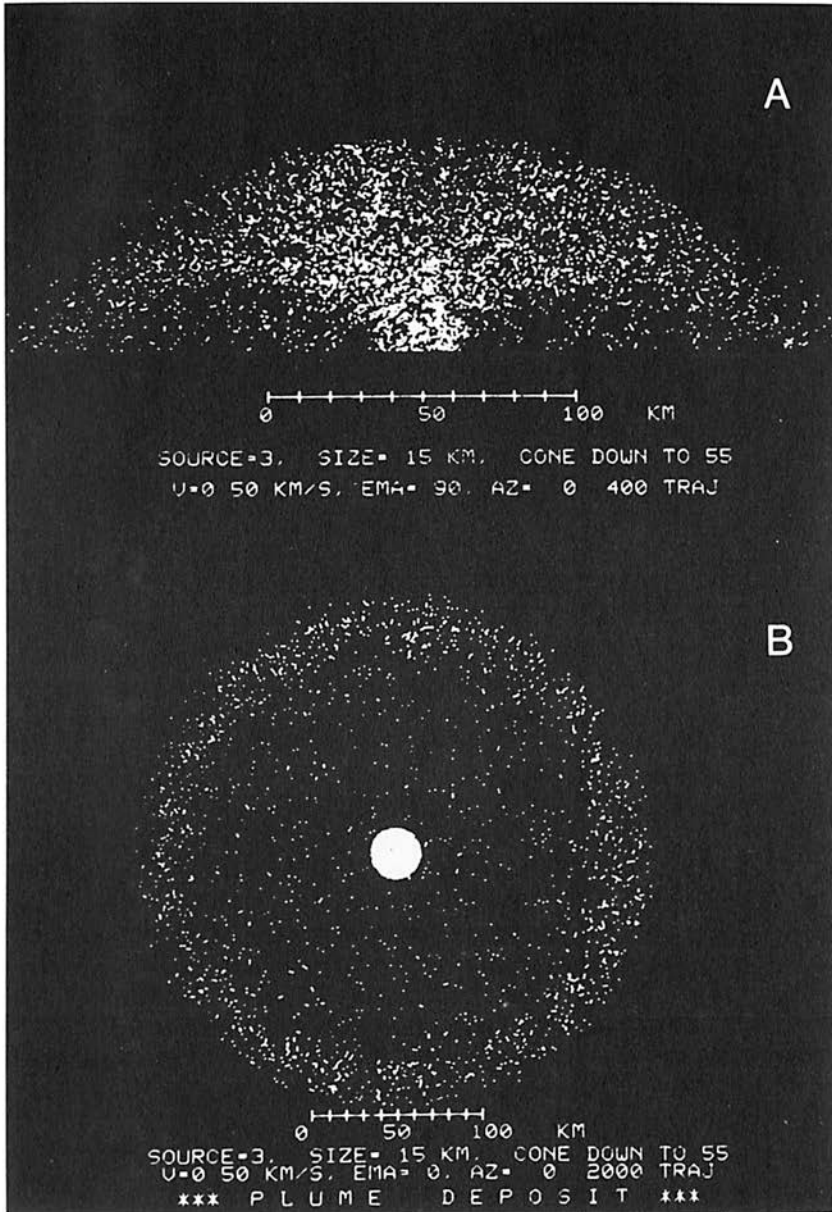 A
0 50 100 KM
SOURCE=3, SIZE= 15 KM, CONE DOWN TO 55
V=0 50 KM/S, EMA= 90, AZ= 0 400 TRAJ
B
0 50 100 KM
SOURCE=3, SIZE= 15 KM, CONE DOWN TO 55
V=0 50 KM/S, EMA= 0, AZ= 0 2000 TRAJ
*** PLUME DEPOSIT ***